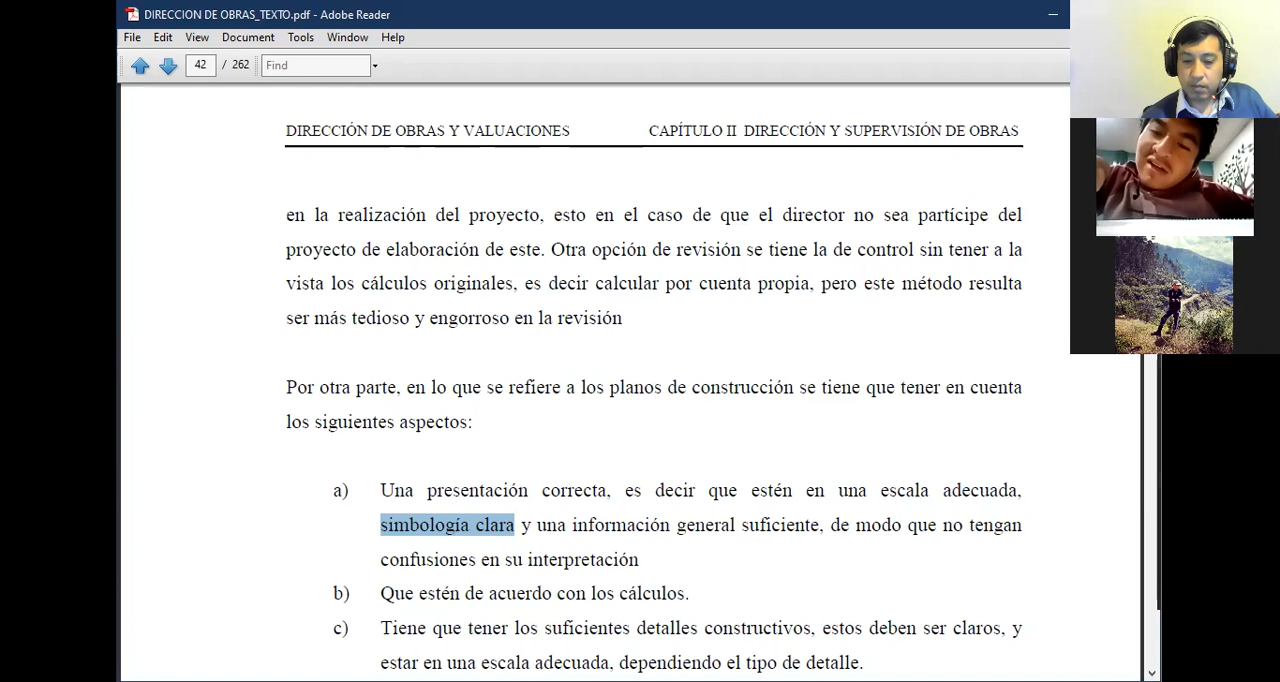 DIRECCION DE OBRAS_TEXTO.pdf - Adobe Reader
File Edit View Document Tools Window Help
42 / 262 Find
DIRECCIÓN DE OBRAS Y VALUACIONES CAPÍTULO II DIRECCIÓN Y SUPERVISIÓN DE OBRAS
en la realización del proyecto, esto en el caso de que el director no sea partícipe del
proyecto de elaboración de este. Otra opción de revisión se tiene la de control sin tener a la
vista los cálculos originales, es decir calcular por cuenta propia, pero este método resulta
ser más tedioso y engorroso en la revisión
Por otra parte, en lo que se refiere a los planos de construcción se tiene que tener en cuenta
los siguientes aspectos:
a) Una presentación correcta, es decir que estén en una escala adecuada,
simbología clara y una información general suficiente, de modo que no tengan
confusiones en su interpretación
b) Que estén de acuerdo con los cálculos.
c) Tiene que tener los suficientes detalles constructivos, estos deben ser claros, y
estar en una escala adecuada, dependiendo el tipo de detalle.